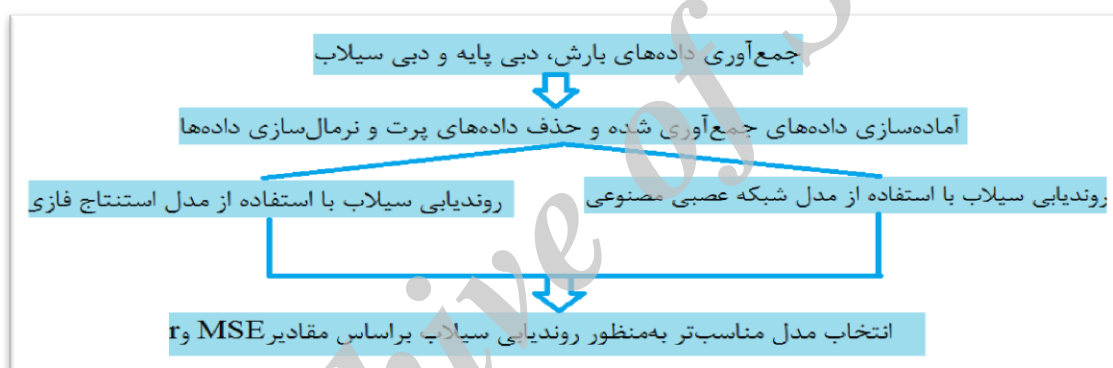 جمع‌آوری داده‌های بارش، دبی پایه و دبی سیلاب
آماده‌سازی داده‌های جمع‌آوری شده و حذف داده‌های پرت و نرمال‌سازی داده‌ها
روندیابی سیلاب با استفاده از مدل شبکه عصبی مصنوعی
روندیابی سیلاب با استفاده از مدل استنتاج فازی
انتخاب مدل مناسب‌تر به‌منظور روندیابی سیلاب براساس مقادیر MSE و r